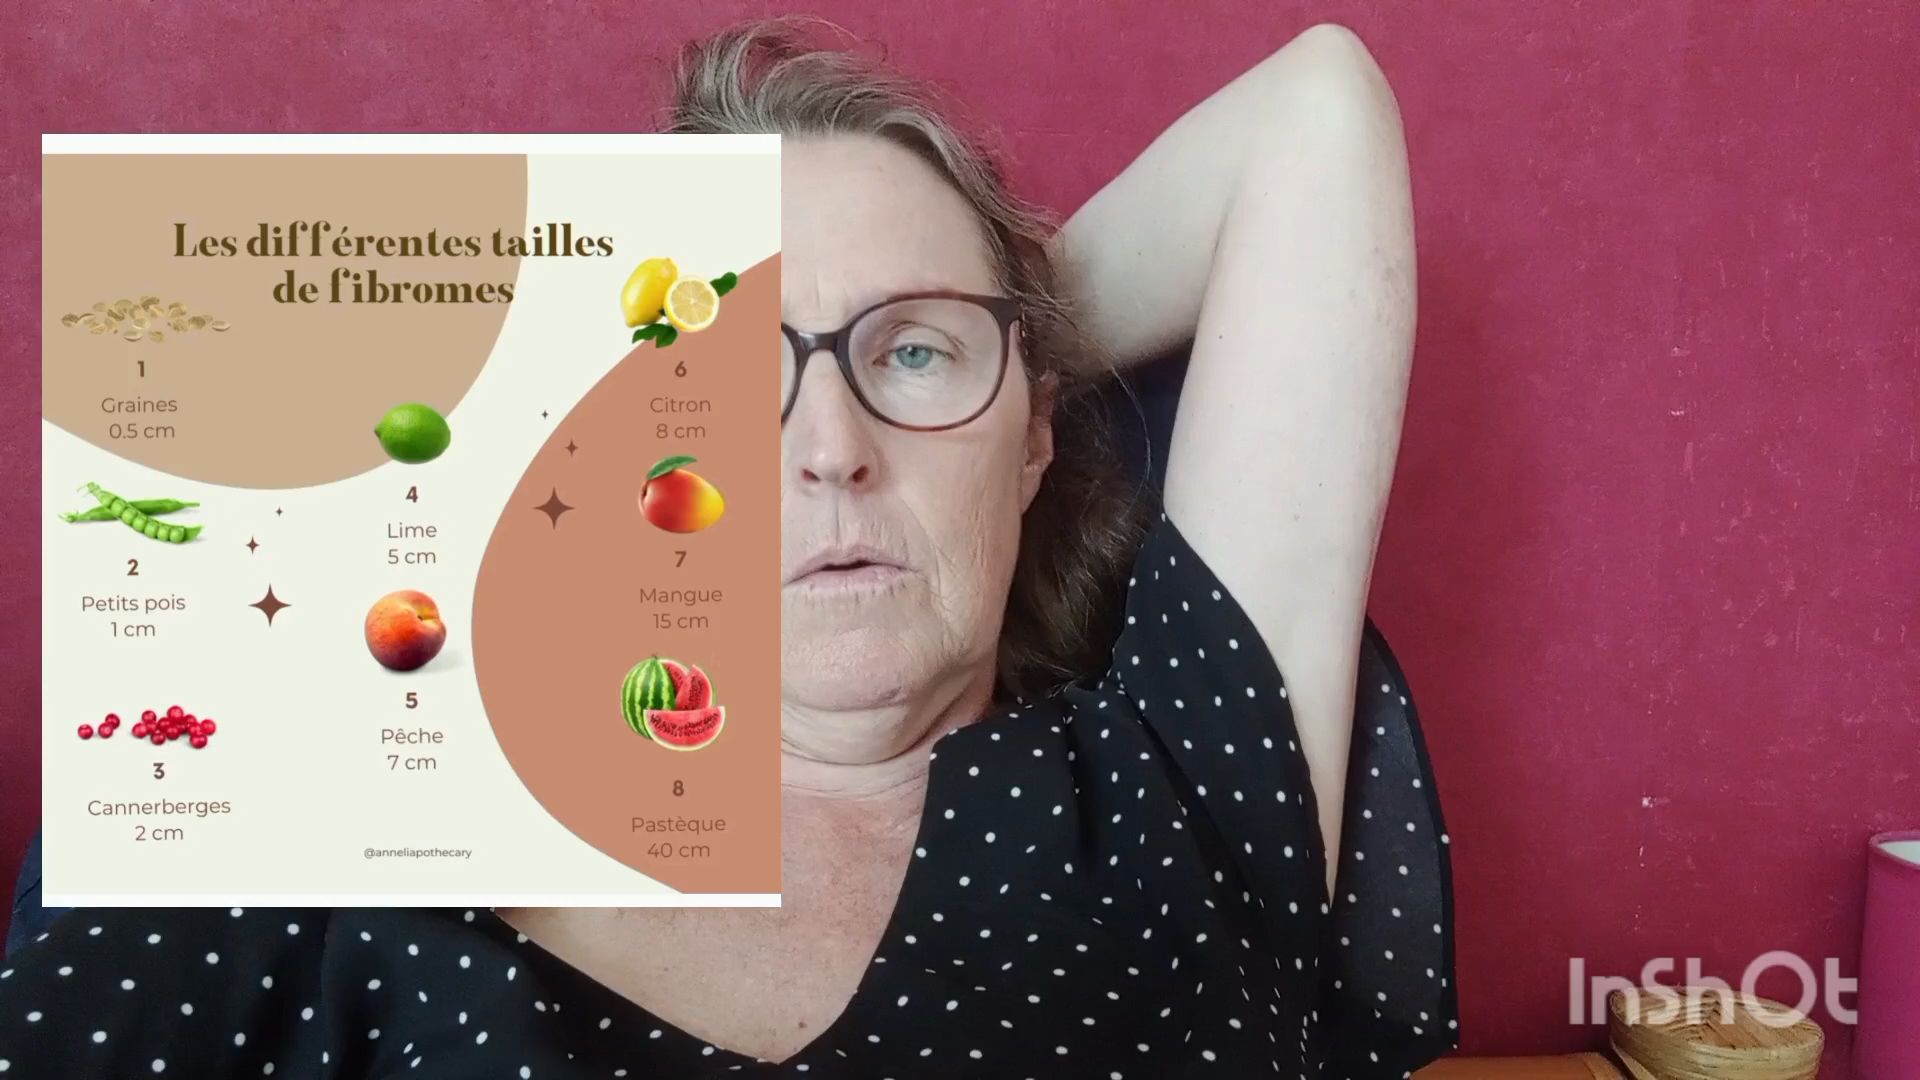 Les différentes tailles
de fibromes
1
Graines
0.5 cm
2
Petits pois
1 cm
3
Cannerberges
2 cm
4
Lime
5 cm
5
Pêche
7 cm
6
Citron
8 cm
7
Mangue
15 cm
8
Pastèque
40 cm
@anneliapothecary
InShOt